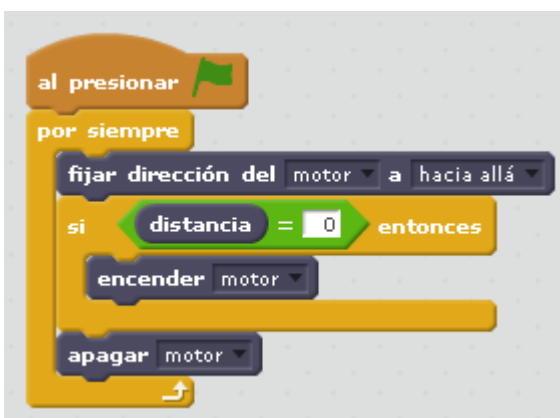 al presionar
por siempre
fijar dirección del motor a hacia allá
si distancia = 0 entonces
encender motor
apagar motor